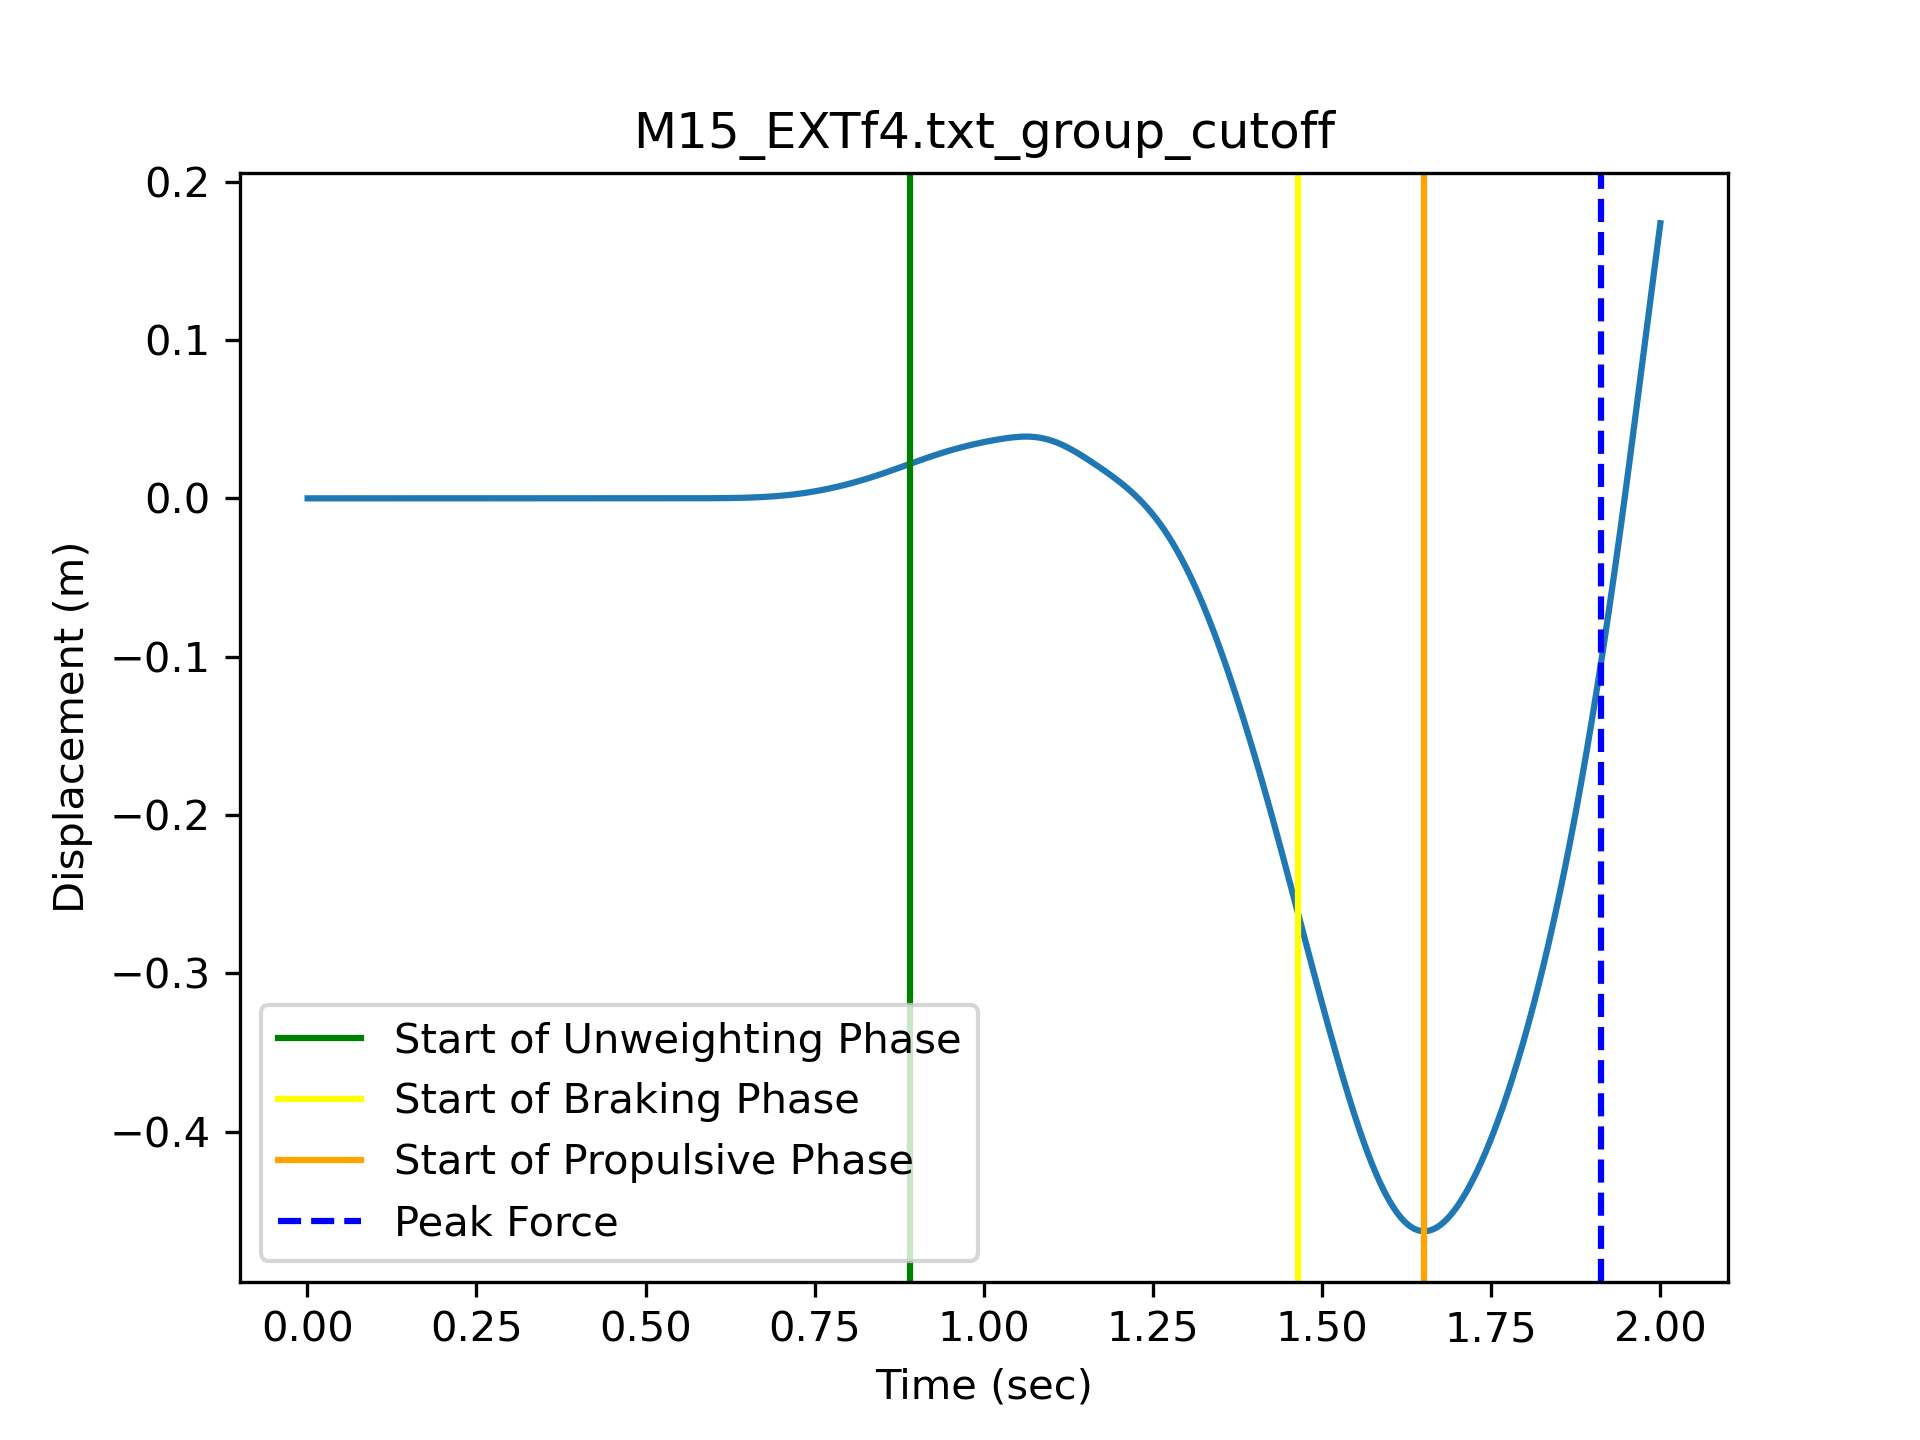 M15_EXTf4.txt_group_cutoff
0.2
0.1
0.0
−0.1
−0.2
−0.3
−0.4
Displacement (m)
Start of Unweighting Phase
Start of Braking Phase
Start of Propulsive Phase
Peak Force
0.00 0.25 0.50 0.75 1.00 1.25 1.50 1.75 2.00
Time (sec)